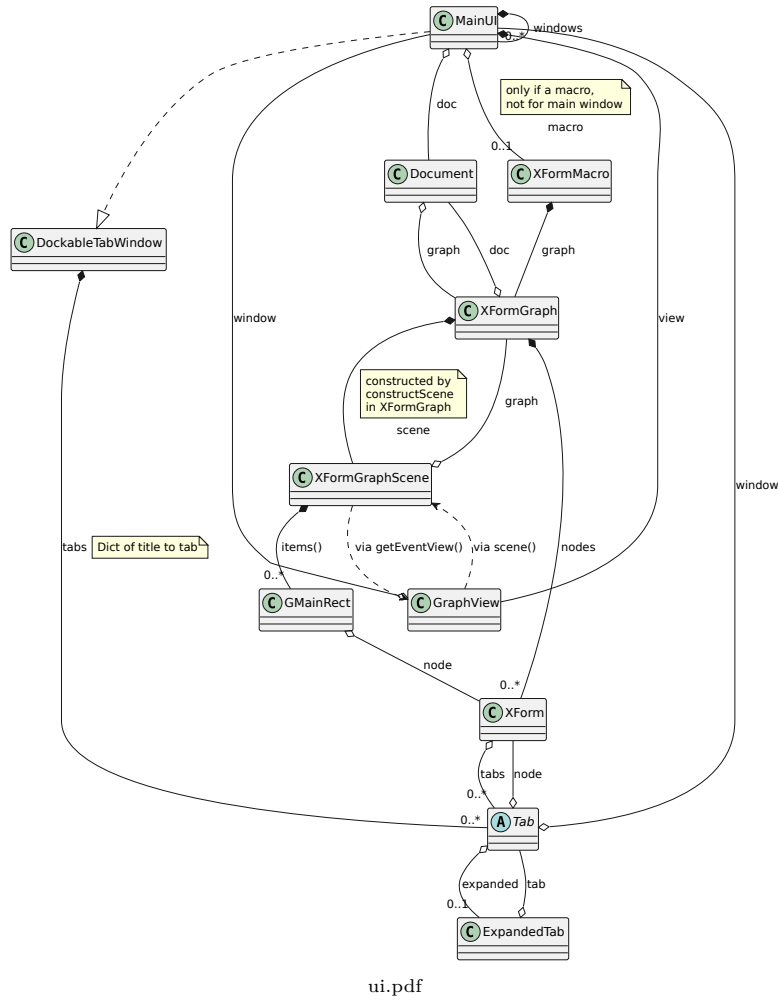 C MainUI
windows
0..*
only if a macro,
not for main window
doc
macro
0..1
C Document
C XFormMacro
C DockableTabWindow
graph
doc
graph
C XFormGraph
window
view
constructed by
constructScene
in XFormGraph
graph
scene
C XFormGraphScene
window
tabs
Dict of title to tab
items()
via getEventView()
via scene()
nodes
0..*
C GMainRect
C GraphView
node
0..*
C XForm
tabs
node
0..*
0..*
A Tab
expanded
tab
0..1
C ExpandedTab
ui.pdf